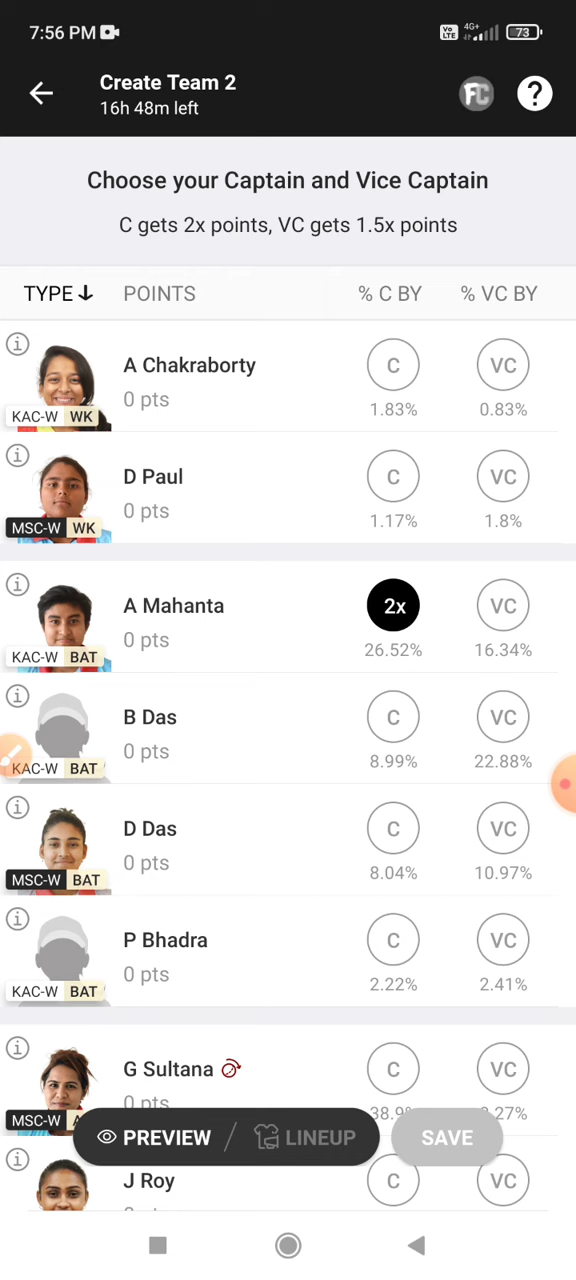 7:56 PM
Vo LTE 4G+ 73
Create Team 2
16h 48m left
FC ?
Choose your Captain and Vice Captain
C gets 2x points, VC gets 1.5x points
TYPE POINTS % C BY % VC BY
A Chakraborty C VC
0 pts
KAC-W WK 1.83% 0.83%
D Paul C VC
0 pts
MSC-W WK 1.17% 1.8%
A Mahanta 2x VC
0 pts
KAC-W BAT 26.52% 16.34%
B Das C VC
0 pts
KAC-W BAT 8.99% 22.88%
D Das C VC
0 pts
MSC-W BAT 8.04% 10.97%
P Bhadra C VC
0 pts
KAC-W BAT 2.22% 2.41%
G Sultana C VC
0 pts
MSC-W
PREVIEW / LINEUP SAVE
J Roy C VC